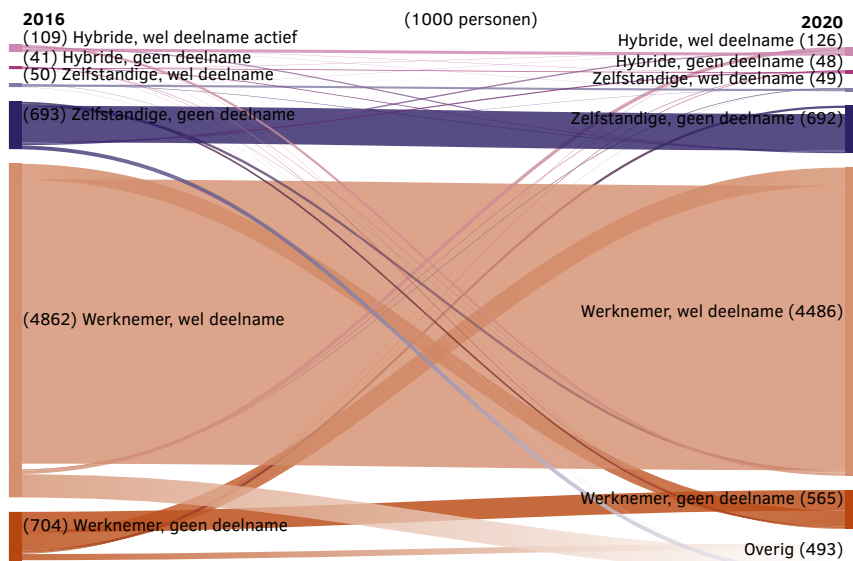 2016
(1000 personen)
2020
(109) Hybride, wel deelname actief
Hybride, wel deelname (126)
(41) Hybride, geen deelname
Hybride, geen deelname (48)
(50) Zelfstandige, wel deelname
Zelfstandige, wel deelname (49)
(693) Zelfstandige, geen deelname
Zelfstandige, geen deelname (692)
(4862) Werknemer, wel deelname
Werknemer, wel deelname (4486)
Werknemer, geen deelname (565)
(704) Werknemer, geen deelname
Overig (493)